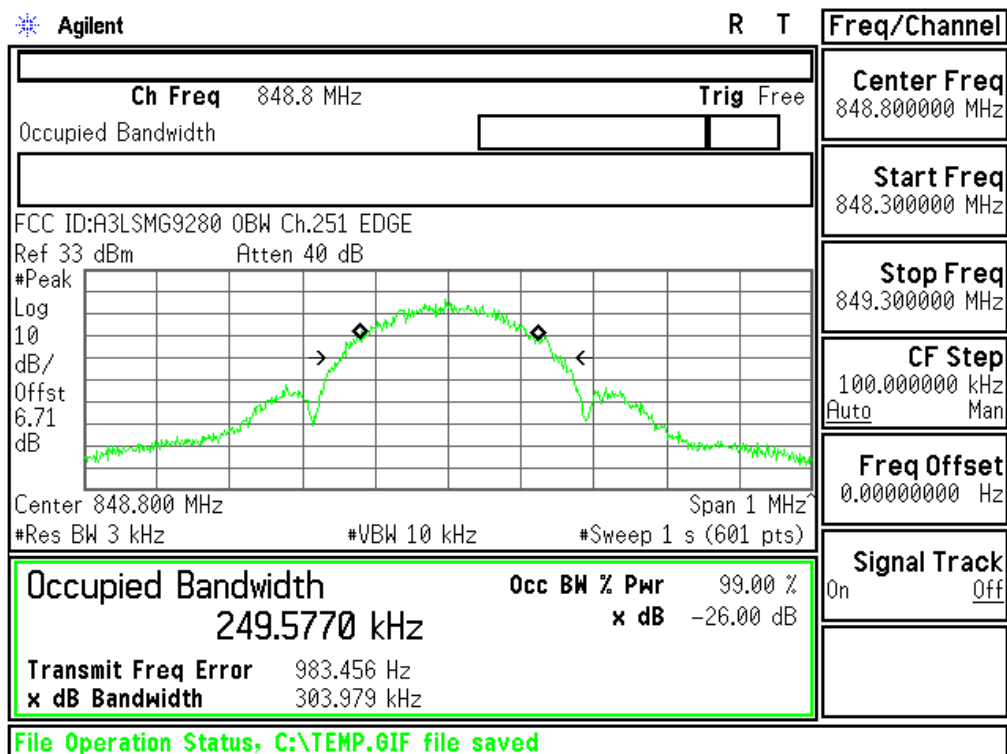 Agilent R T
Freq/Channel
Ch Freq 848.8 MHz Trig Free
Occupied Bandwidth
FCC ID:A3LSMG9280 OBW Ch.251 EDGE
Ref 33 dBm Atten 40 dB
#Peak
Log
10
dB/
Offst
6.71
dB
Center 848.800 MHz Span 1 MHz^
#Res BW 3 kHz #VBW 10 kHz #Sweep 1 s (601 pts)
Occupied Bandwidth Occ BW % Pwr 99.00 %
249.5770 kHz x dB -26.00 dB
Transmit Freq Error 983.456 Hz
x dB Bandwidth 303.979 kHz
File Operation Status, C:\TEMP.GIF file saved
Center Freq
848.800000 MHz
Start Freq
848.300000 MHz
Stop Freq
849.300000 MHz
CF Step
100.000000 kHz
Auto Man
Freq Offset
0.00000000 Hz
Signal Track
On Off